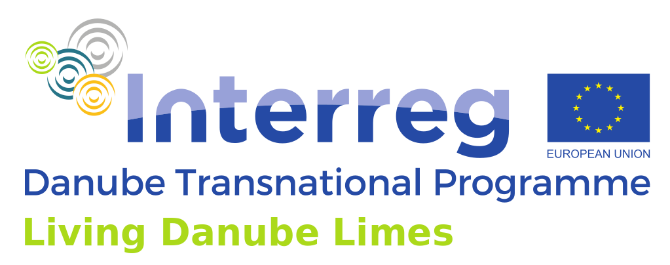 Interreg
EUROPEAN UNION
Danube Transnational Programme
Living Danube Limes